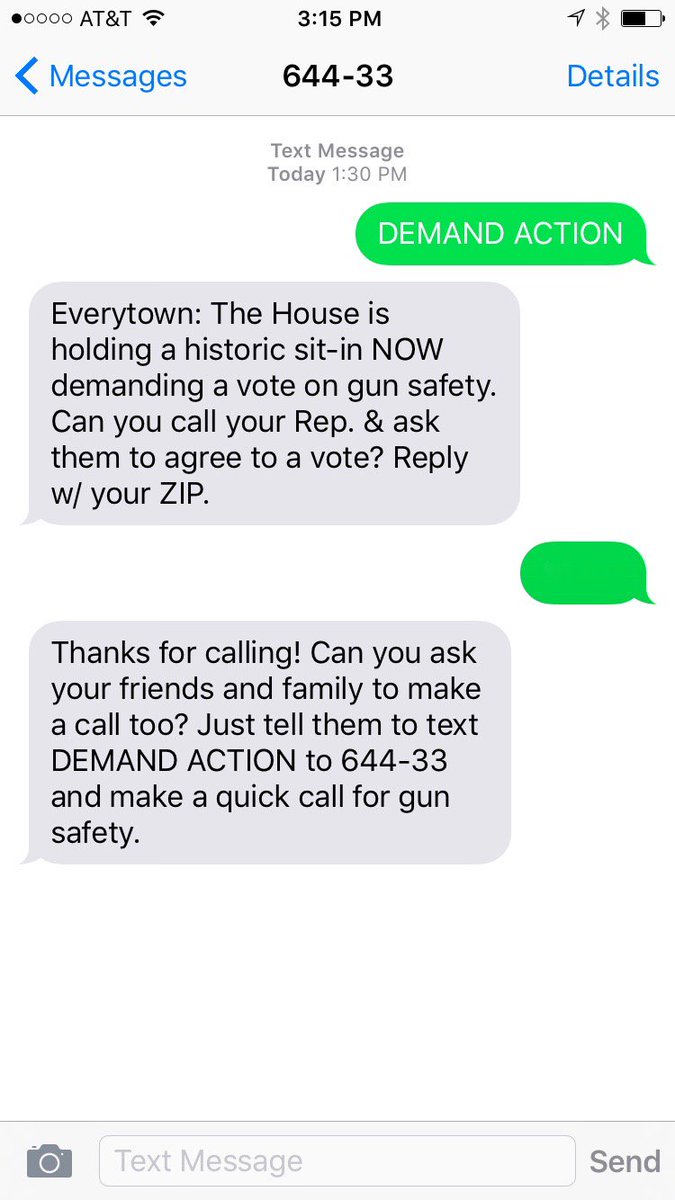 AT&T 3:15 PM
Messages 644-33 Details
Text Message
Today 1:30 PM
DEMAND ACTION
Everytown: The House is
holding a historic sit-in NOW
demanding a vote on gun safety.
Can you call your Rep. & ask
them to agree to a vote? Reply
w/ your ZIP.
Thanks for calling! Can you ask
your friends and family to make
a call too? Just tell them to text
DEMAND ACTION to 644-33
and make a quick call for gun
safety.
Text Message Send